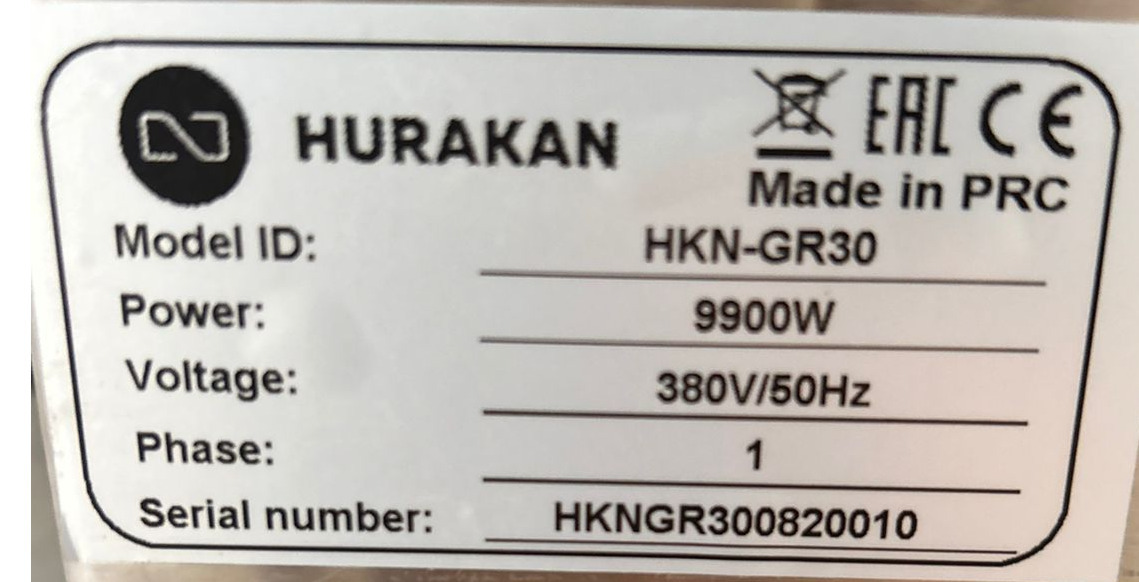 HURAKAN
EAC CE
Made in PRC
Model ID: HKN-GR30
Power: 9900W
Voltage: 380V/50Hz
Phase: 1
Serial number: HKNGR300820010